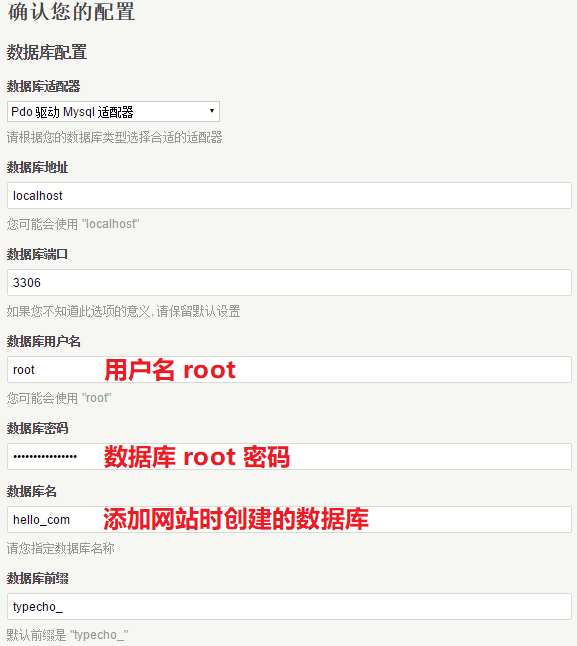 确认您的配置
数据库配置
数据库适配器
Pdo 驱动 Mysql 适配器
请根据您的数据库类型选择合适的适配器
数据库地址
localhost
您可能会使用 "localhost"
数据库端口
3306
如果您不知道此选项的意义, 请保留默认设置
数据库用户名
root 用户名 root
您可能会使用 "root"
数据库密码
•••••••••••••••• 数据库 root 密码
数据库名
hello_com 添加网站时创建的数据库
请您指定数据库名称
数据库前缀
typecho_
默认前缀是 "typecho_"